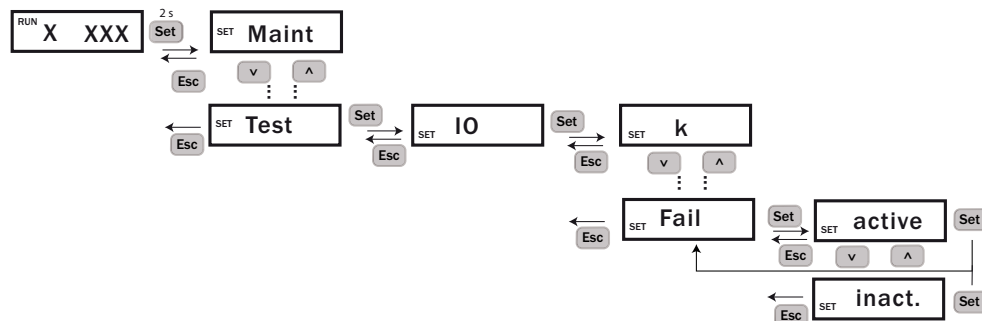 2 s
RUN X XXX Set SET Maint
Esc v ^
SET Test Set SET IO Set SET k
Esc Esc Esc v ^
SET Fail Set SET active Set
Esc Esc v ^
SET inact. Set
Esc